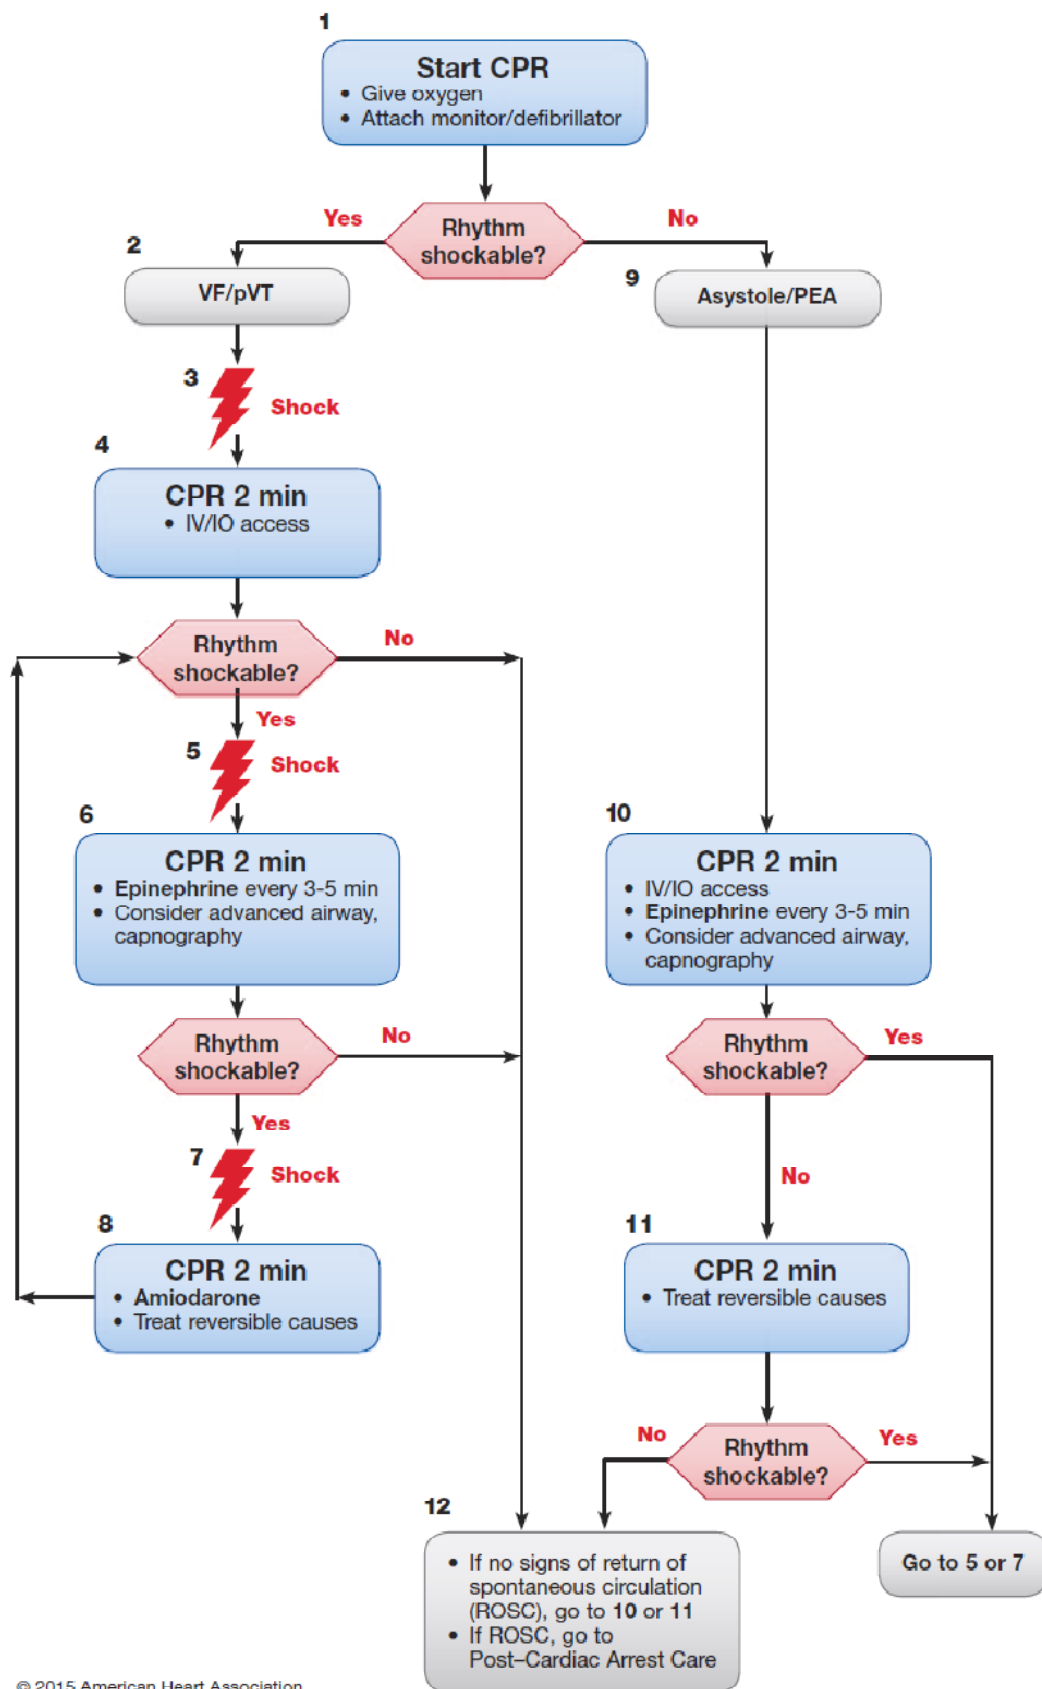 1
Start CPR
• Give oxygen
• Attach monitor/defibrillator
Rhythm
shockable?
Yes
No
2
VF/pVT
9
Asystole/PEA
3
Shock
4
CPR 2 min
• IV/IO access
Rhythm
shockable?
No
Yes
5
Shock
6
CPR 2 min
• Epinephrine every 3-5 min
• Consider advanced airway,
capnography
Rhythm
shockable?
No
Yes
7
Shock
8
CPR 2 min
• Amiodarone
• Treat reversible causes
10
CPR 2 min
• IV/IO access
• Epinephrine every 3-5 min
• Consider advanced airway,
capnography
Rhythm
shockable?
Yes
No
11
CPR 2 min
• Treat reversible causes
Rhythm
shockable?
No
Yes
12
• If no signs of return of
spontaneous circulation
(ROSC), go to 10 or 11
• If ROSC, go to
Post–Cardiac Arrest Care
Go to 5 or 7
© 2015 American Heart Association